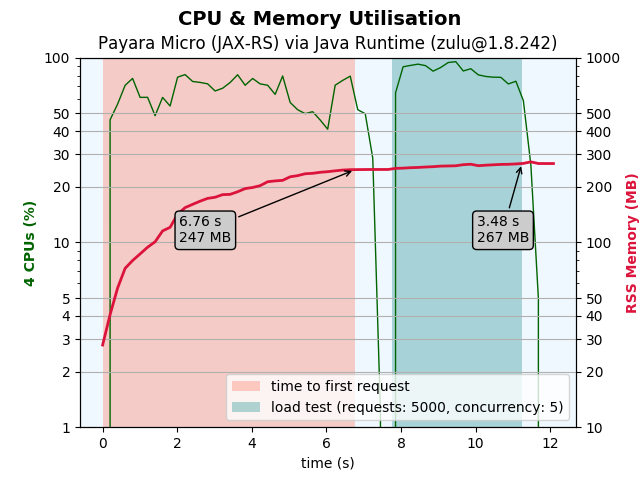 CPU & Memory Utilisation
Payara Micro (JAX-RS) via Java Runtime (zulu@1.8.242)
100
50
40
30
20
10
5
4
3
2
1
4 CPUs (%)
1000
500
400
300
200
100
50
40
30
20
10
RSS Memory (MB)
6.76 s
247 MB
3.48 s
267 MB
time to first request
load test (requests: 5000, concurrency: 5)
0 2 4 6 8 10 12
time (s)